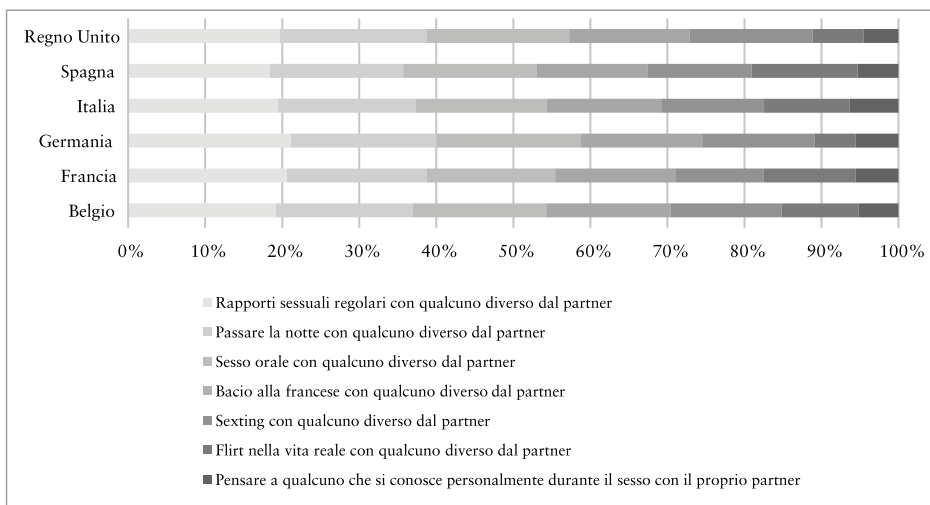 Regno Unito
Spagna
Italia
Germania
Francia
Belgio
0% 10% 20% 30% 40% 50% 60% 70% 80% 90% 100%
Rapporti sessuali regolari con qualcuno diverso dal partner
Passare la notte con qualcuno diverso dal partner
Sesso orale con qualcuno diverso dal partner
Bacio alla francese con qualcuno diverso dal partner
Sexting con qualcuno diverso dal partner
Flirt nella vita reale con qualcuno diverso dal partner
Pensare a qualcuno che si conosce personalmente durante il sesso con il proprio partner